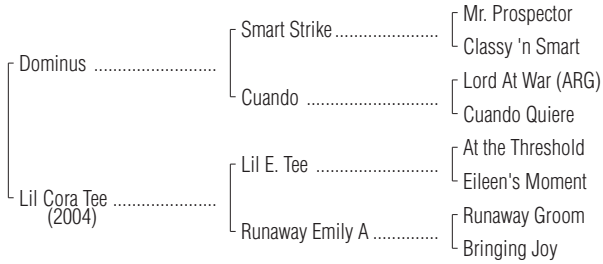 Mr. Prospector
Smart Strike
Classy 'n Smart
Dominus
Lord At War (ARG)
Cuando
Cuando Quiere
At the Threshold
Lil E. Tee
Eileen's Moment
Lil Cora Tee
(2004)
Runaway Groom
Runaway Emily A
Bringing Joy